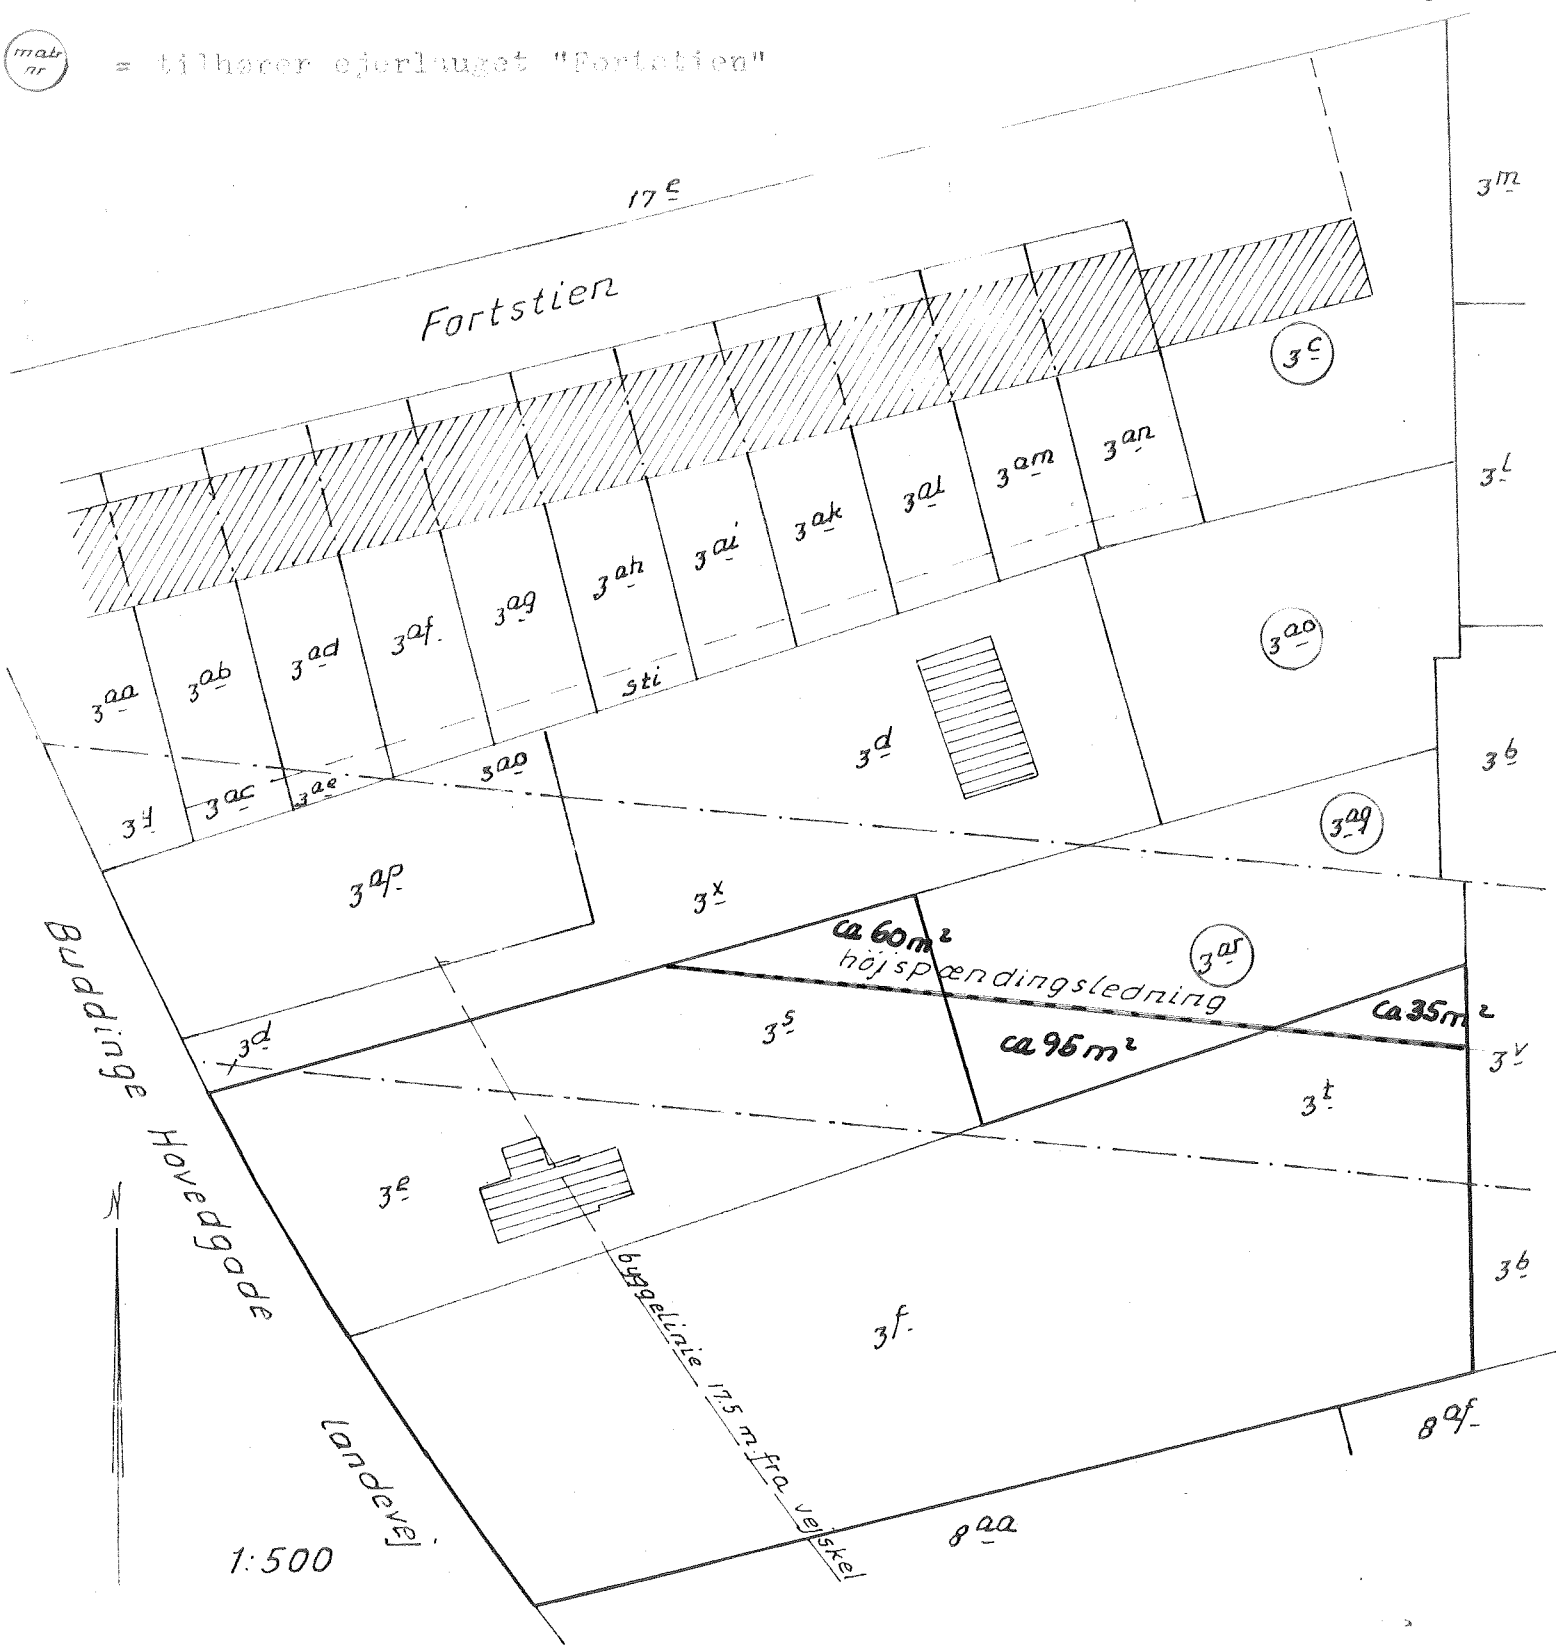 matr
nr
= tilhører ejerlauget "Fortstien"
17e
Fortstien
3m
3c
3l
3an
3am
3al
3ak
3ai
3ah
3ag
3af
3ad
3ab
3aa
sti
3ao
3d
3b
3ao
3ae
3ac
3y
3aq
3ap
3x
ca 60m²
højspændingsledning
3ar
ca 35m²
3s
ca 95m²
3v
3d
3t
Buddinge Hovedgade
3e
N
3b
byggelinie 17.5 m. fra vejskel
3f
8af
landevej
8aa
1:500